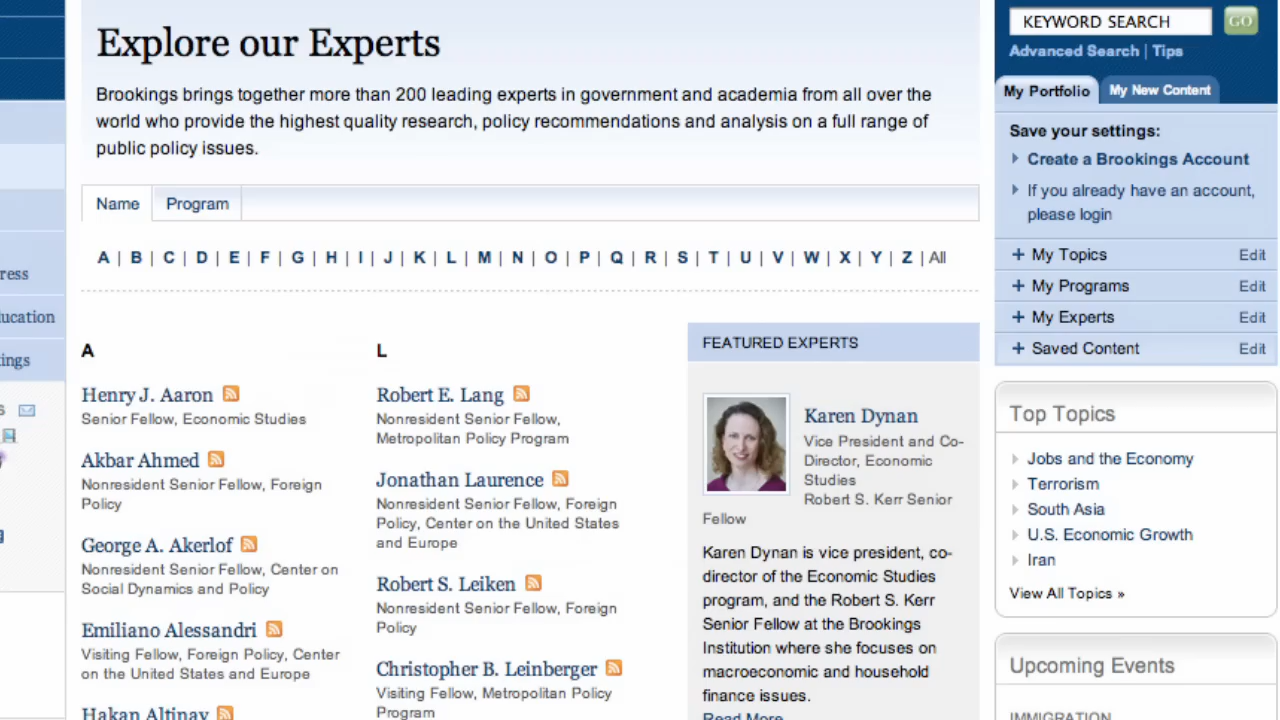 Explore our Experts
Brookings brings together more than 200 leading experts in government and academia from all over the
world who provide the highest quality research, policy recommendations and analysis on a full range of
public policy issues.
Name
Program
A | B | C | D | E | F | G | H | I | J | K | L | M | N | O | P | Q | R | S | T | U | V | W | X | Y | Z | All
ress
ucation
ings
A
Henry J. Aaron
Senior Fellow, Economic Studies
Akbar Ahmed
Nonresident Senior Fellow, Foreign
Policy
George A. Akerlof
Nonresident Senior Fellow, Center on
Social Dynamics and Policy
Emiliano Alessandri
Visiting Fellow, Foreign Policy, Center
on the United States and Europe
Hakan Altinay
L
Robert E. Lang
Nonresident Senior Fellow,
Metropolitan Policy Program
Jonathan Laurence
Nonresident Senior Fellow, Foreign
Policy, Center on the United States
and Europe
Robert S. Leiken
Nonresident Senior Fellow, Foreign
Policy
Christopher B. Leinberger
Visiting Fellow, Metropolitan Policy
Program
FEATURED EXPERTS
Karen Dynan
Vice President and Co-
Director, Economic
Studies
Robert S. Kerr Senior
Fellow
Karen Dynan is vice president, co-
director of the Economic Studies
program, and the Robert S. Kerr
Senior Fellow at the Brookings
Institution where she focuses on
macroeconomic and household
finance issues.
Read More
KEYWORD SEARCH
GO
Advanced Search | Tips
My Portfolio
My New Content
Save your settings:
Create a Brookings Account
If you already have an account,
please login
+ My Topics Edit
+ My Programs Edit
+ My Experts Edit
+ Saved Content Edit
Top Topics
Jobs and the Economy
Terrorism
South Asia
U.S. Economic Growth
Iran
View All Topics »
Upcoming Events
IMMIGRATION